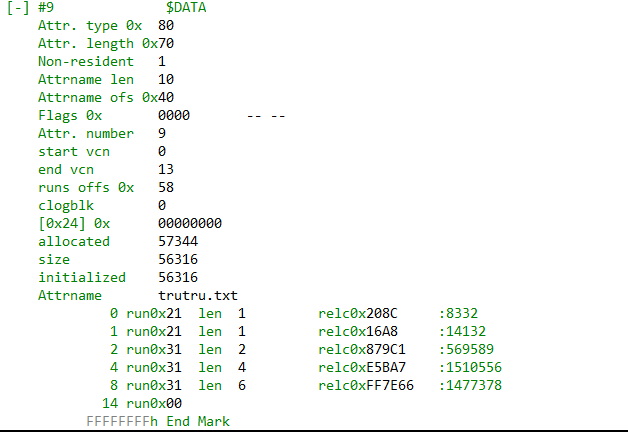 [-] #9 $DATA
Attr. type 0x 80
Attr. length 0x70
Non-resident 1
Attrname len 10
Attrname ofs 0x40
Flags 0x 0000 -- --
Attr. number 9
start vcn 0
end vcn 13
runs offs 0x 58
clogblk 0
[0x24] 0x 00000000
allocated 57344
size 56316
initialized 56316
Attrname trutru.txt
0 run0x21 len 1 relc0x208C :8332
1 run0x21 len 1 relc0x16A8 :14132
2 run0x31 len 2 relc0x879C1 :569589
4 run0x31 len 4 relc0xE5BA7 :1510556
8 run0x31 len 6 relc0xFF7E66 :1477378
14 run0x00
FFFFFFFFh End Mark